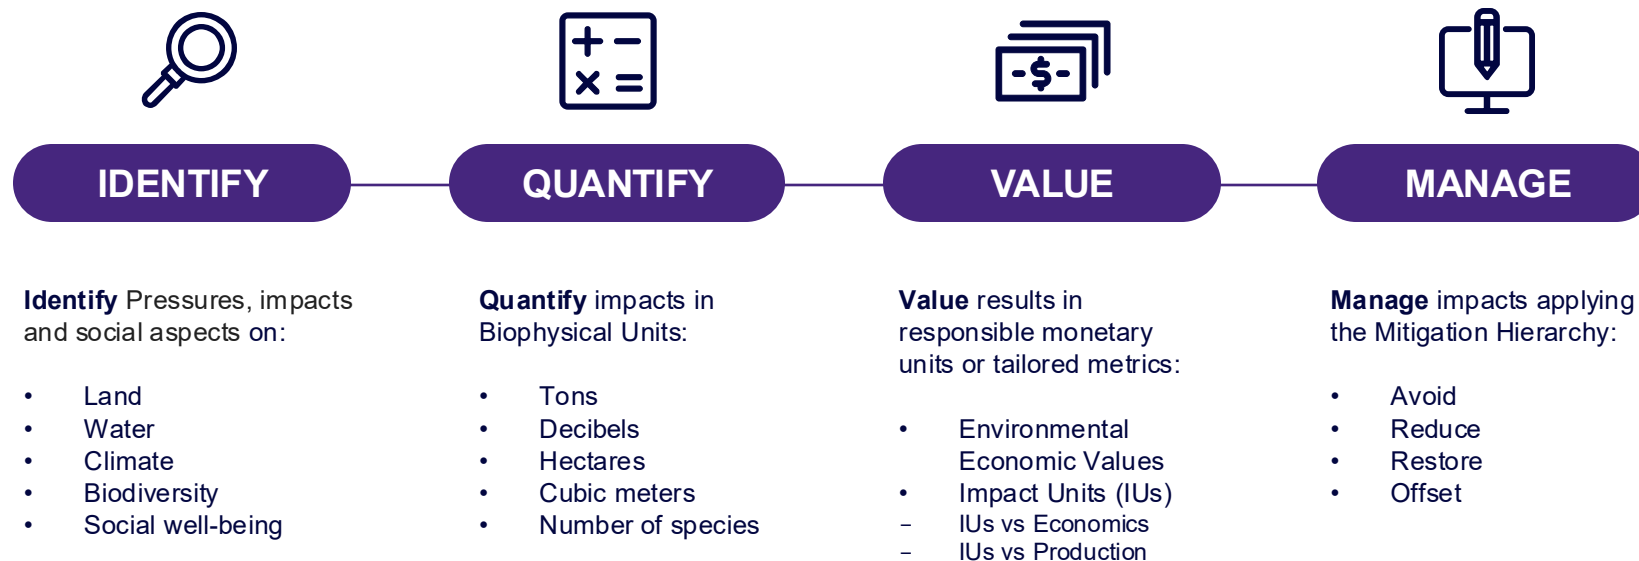 -$-
IDENTIFY
QUANTIFY
VALUE
MANAGE
Identify Pressures, impacts
and social aspects on:
• Land
• Water
• Climate
• Biodiversity
• Social well-being
Quantify impacts in
Biophysical Units:
• Tons
• Decibels
• Hectares
• Cubic meters
• Number of species
Value results in
responsible monetary
units or tailored metrics:
• Environmental
Economic Values
• Impact Units (IUs)
– IUs vs Economics
– IUs vs Production
Manage impacts applying
the Mitigation Hierarchy:
• Avoid
• Reduce
• Restore
• Offset